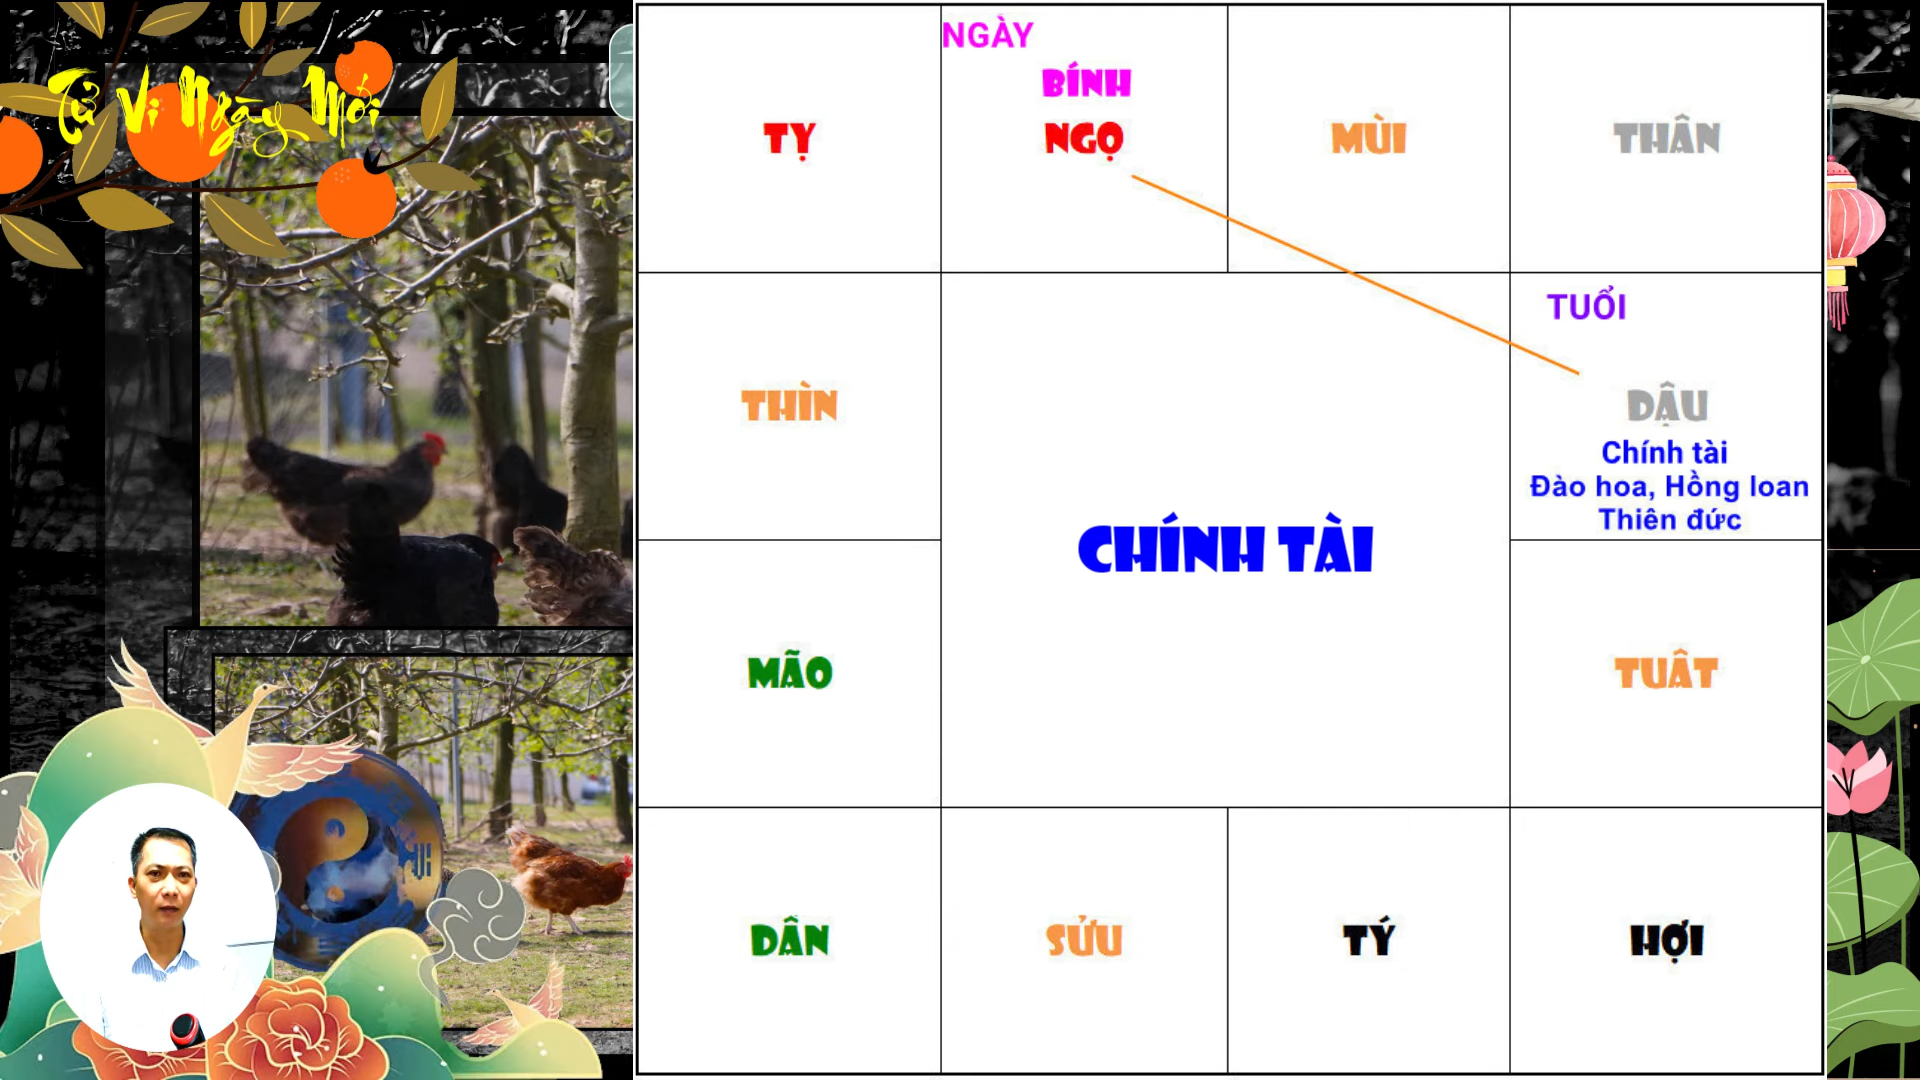 Tử Vi Ngày Mới
NGÀY
BÍNH
TỴ
NGỌ
MÙI
THÂN
TUỔI
THÌN
DẬU
Chính tài
Đào hoa, Hồng loan
Thiên đức
CHÍNH TÀI
MÃO
TUẤT
DẦN
SỬU
TÝ
HỢI